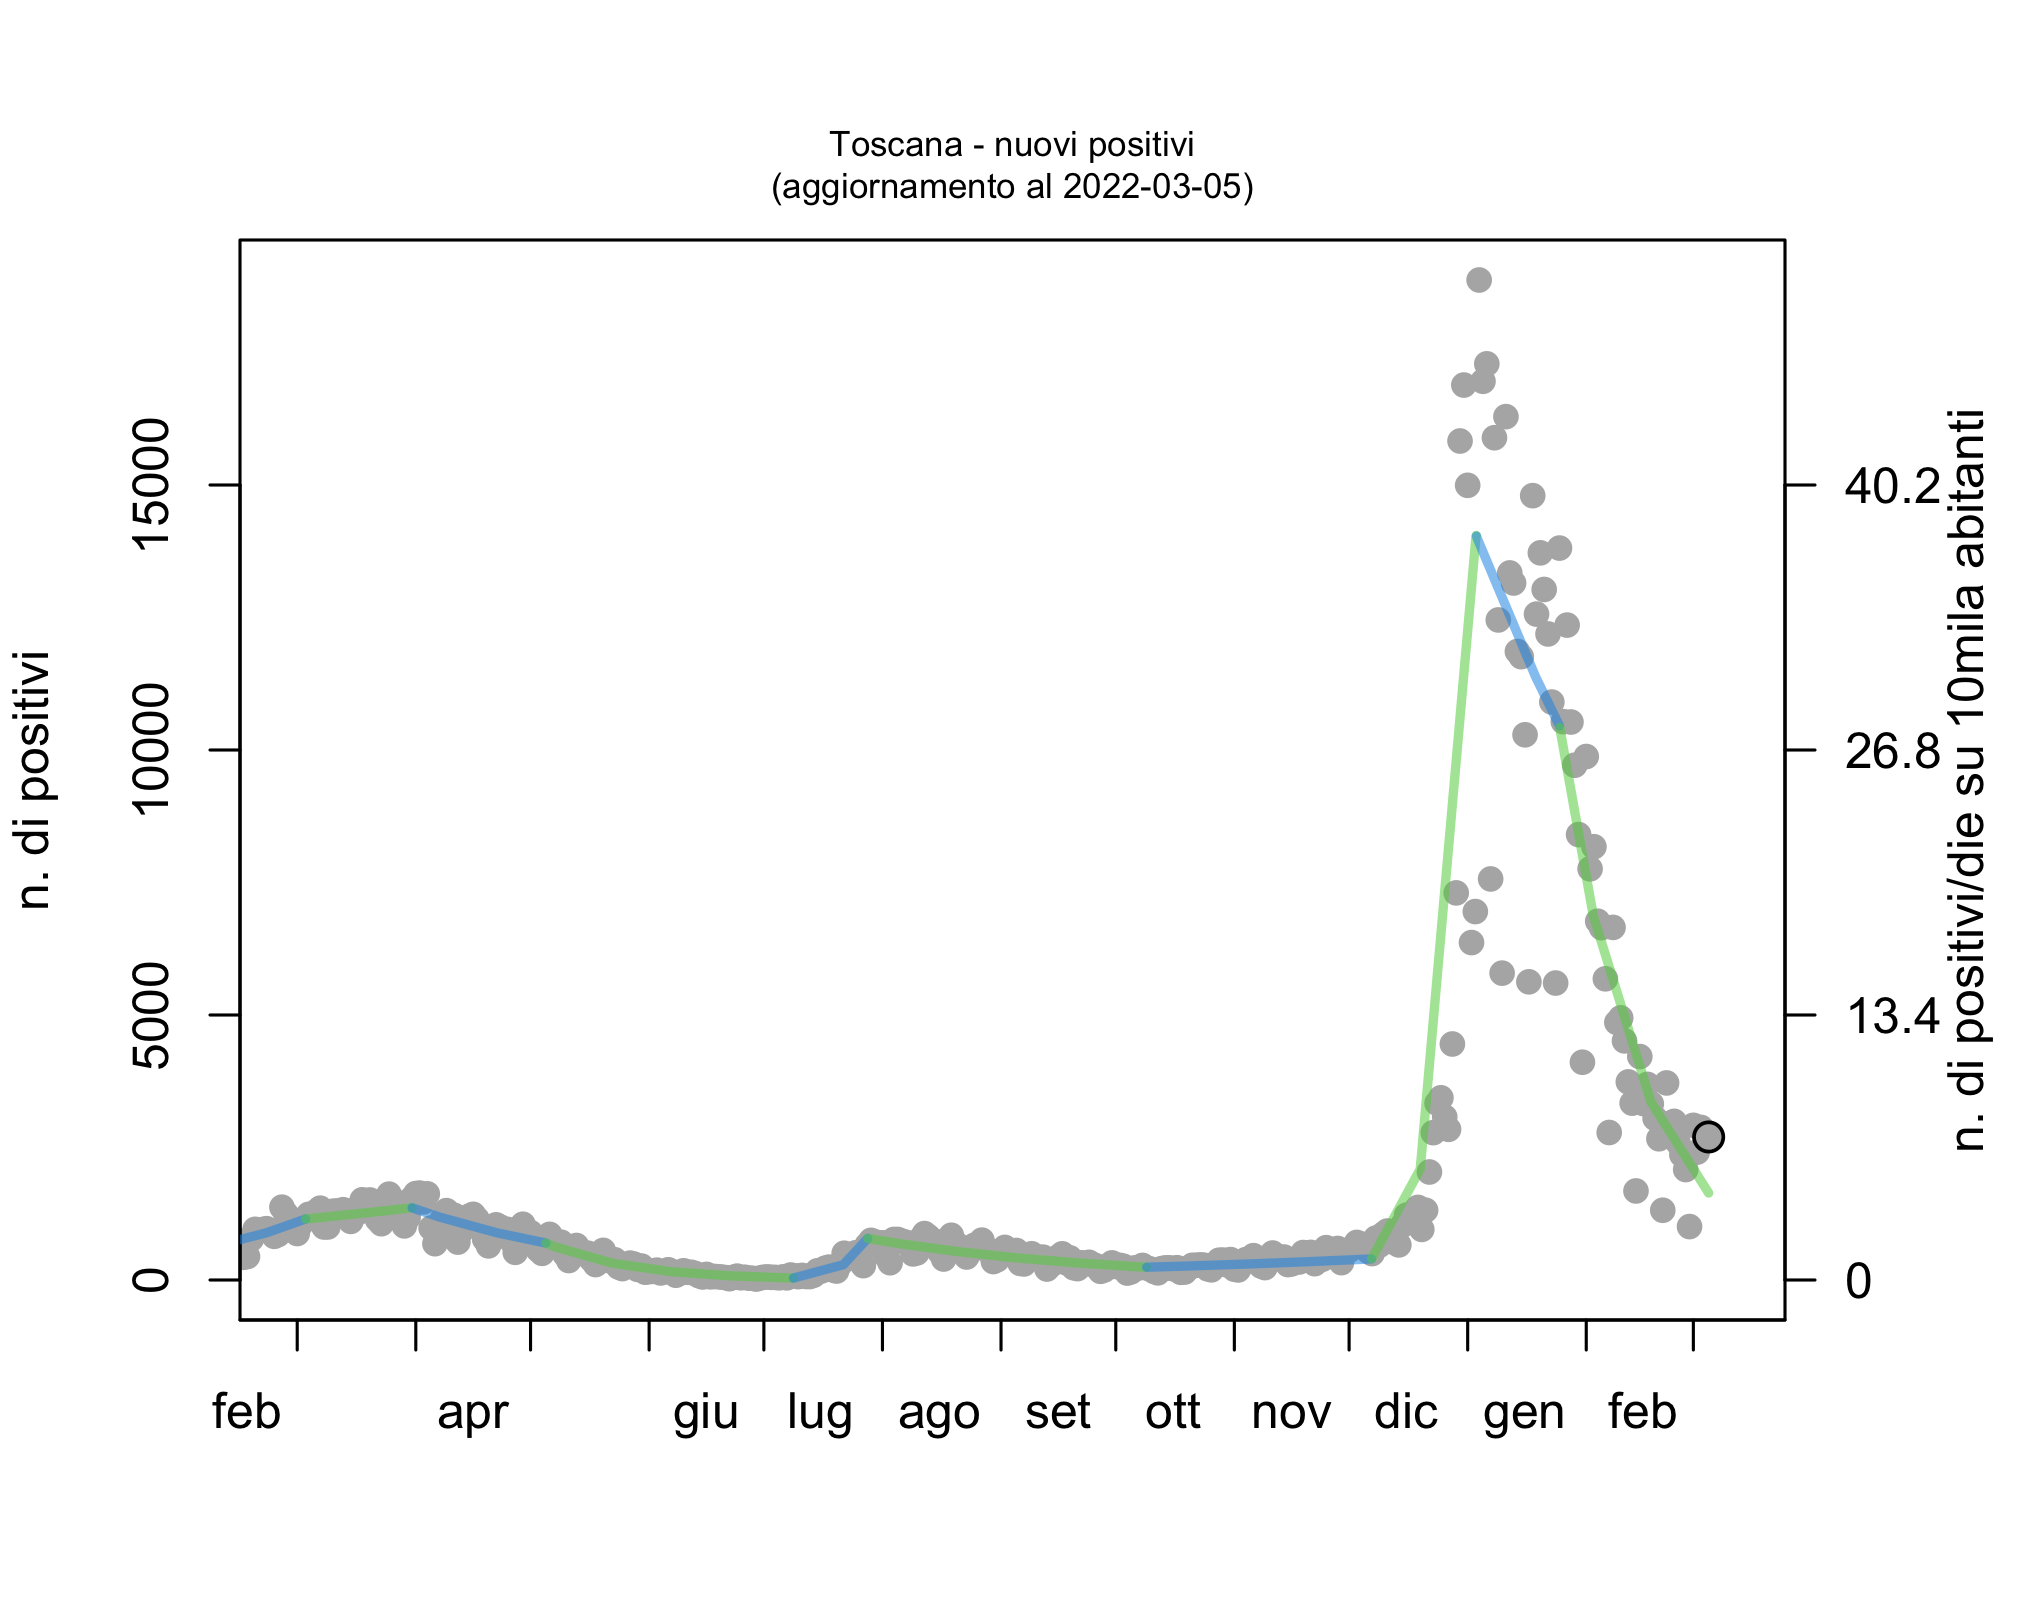 Toscana - nuovi positivi
(aggiornamento al 2022-03-05)
n. di positivi
15000
10000
5000
0
40.2
26.8
13.4
0
n. di positivi/die su 10mila abitanti
feb apr giu lug ago set ott nov dic gen feb